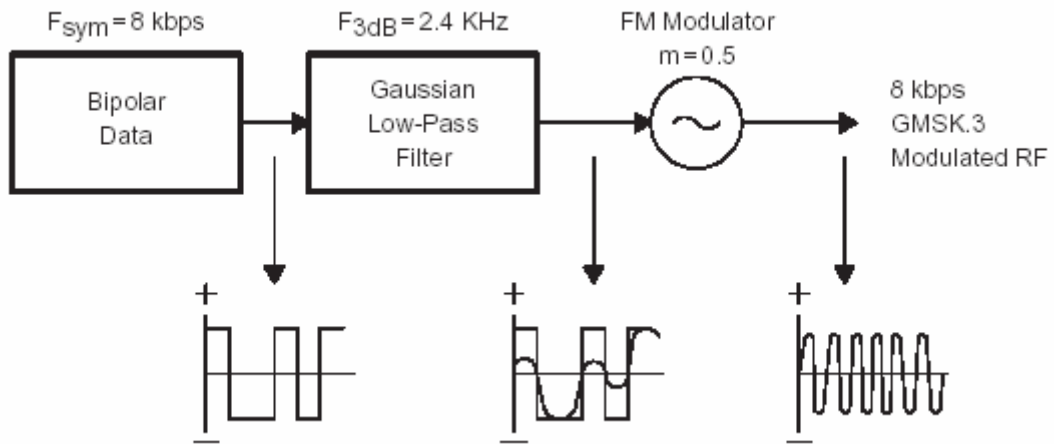 Fsym=8 kbps
Bipolar
Data
F3dB=2.4 KHz
Gaussian
Low-Pass
Filter
FM Modulator
m=0.5
8 kbps
GMSK.3
Modulated RF
+
—
+
—
+
—